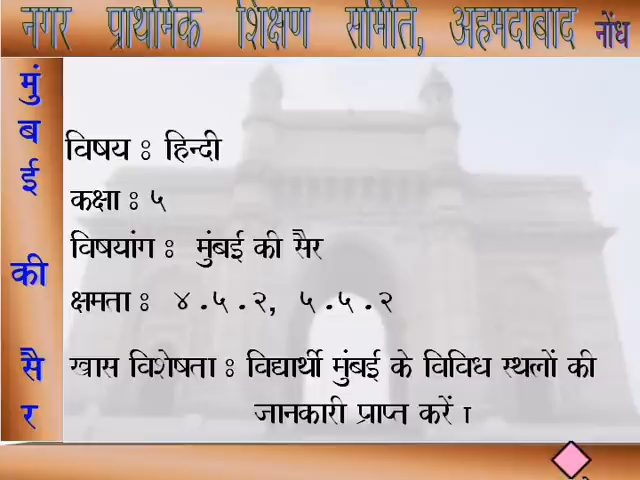 नगर प्राथमिक शिक्षण समिति, अहमदाबाद नोंध
मुंबई की सैर
विषय : हिन्दी
कक्षा : ५
विषयांग : मुंबई की सैर
क्षमता : ४.५.२, ५.५.२
खास विशेषता : विद्यार्थी मुंबई के विविध स्थलों की
जानकारी प्राप्त करें ।